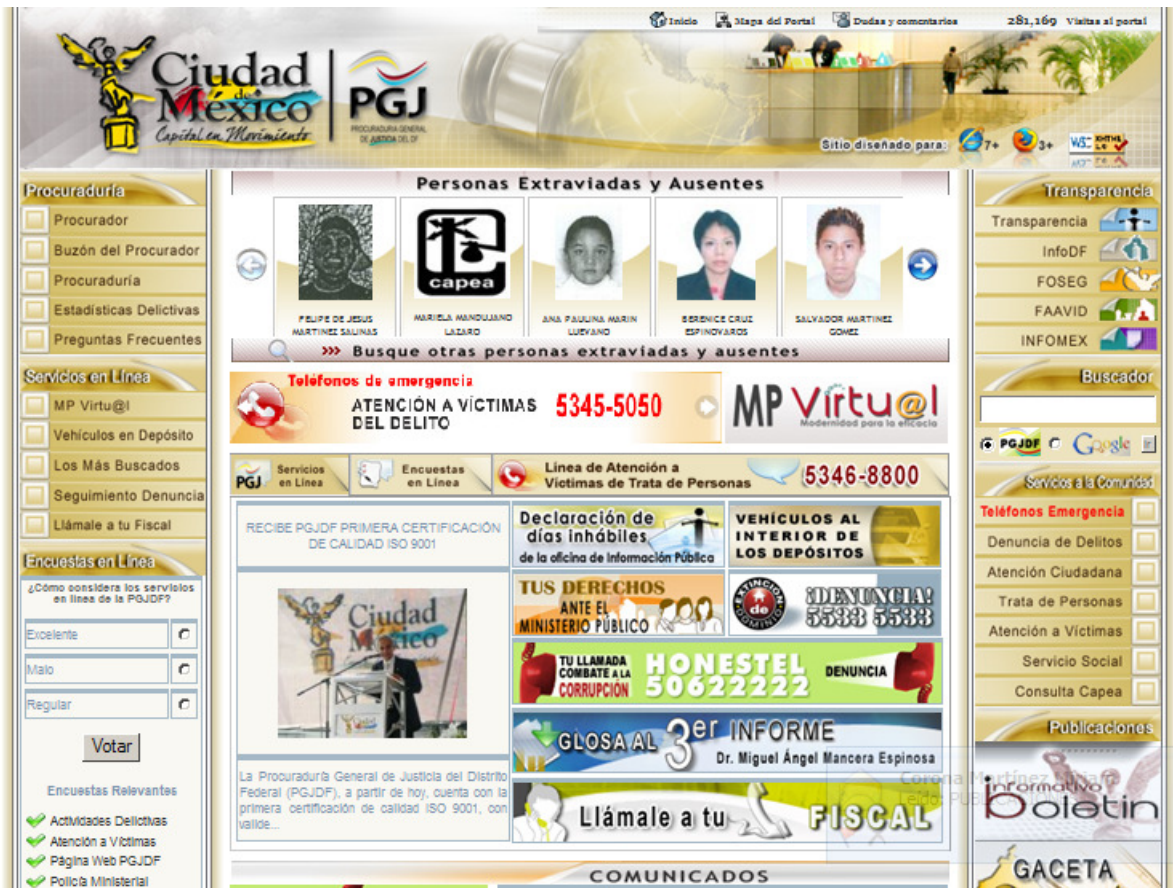 Inicio
Mapa del Portal
Dudas y comentarios
281,169 Visitas al portal
Ciudad
de
México
Capital en Movimiento
PGJ
PROCURADURÍA GENERAL
DE JUSTICIA DEL DF
Sitio diseñado para:
7+
3+
W3C XHTML
1.0
Procuraduría
Procurador
Buzón del Procurador
Procuraduría
Estadísticas Delictivas
Preguntas Frecuentes
Servicios en Línea
MP Virtu@l
Vehículos en Depósito
Los Más Buscados
Seguimiento Denuncia
Llámale a tu Fiscal
Encuestas en Línea
¿Cómo considera los servicios
en línea de la PGJDF?
Excelente
Malo
Regular
Votar
Encuestas Relevantes
Actividades Delictivas
Atención a Víctimas
Página Web PGJDF
Policía Ministerial
Personas Extraviadas y Ausentes
capea
FELIPE DE JESUS
MARTINEZ SALINAS
MARIELA MANDUJANO
LAZARO
ANA PAULINA MARIN
LUEVANO
BERENICE CRUZ
ESPINOVAROS
SALVADOR MARTINEZ
GOMEZ
>>> Busque otras personas extraviadas y ausentes
Teléfonos de emergencia
ATENCIÓN A VÍCTIMAS
DEL DELITO
5345-5050
MP Virtu@l
Modernidad para la eficacia
PGJ
Servicios
en Línea
Encuestas
en Línea
Línea de Atención a
Víctimas de Trata de Personas
5346-8800
RECIBE PGJDF PRIMERA CERTIFICACIÓN
DE CALIDAD ISO 9001
Ciudad
México
La Procuraduría General de Justicia del Distrito
Federal (PGJDF), a partir de hoy, cuenta con la
primera certificación de calidad ISO 9001, con
valide...
Declaración de
días inhábiles
de la oficina de Información Pública
VEHÍCULOS AL
INTERIOR DE
LOS DEPÓSITOS
TUS DERECHOS
ANTE EL
MINISTERIO PÚBLICO
EXTINCION
de
DOMINIO
¡DENUNCIA!
5533 5533
TU LLAMADA
COMBATE A LA
CORRUPCIÓN
HONESTEL
50622222
DENUNCIA
GLOSA AL 3er INFORME
Dr. Miguel Ángel Mancera Espinosa
Llámale a tu FISCAL
COMUNICADOS
Transparencia
Transparencia
InfoDF
FOSEG
FAAVID
INFOMEX
Buscador
PGJDF
Google
Servicios a la Comunidad
Teléfonos Emergencia
Denuncia de Delitos
Atención Ciudadana
Trata de Personas
Atención a Víctimas
Servicio Social
Consulta Capea
Publicaciones
Corona Martínez Miriam
informativo
boletin
GACETA